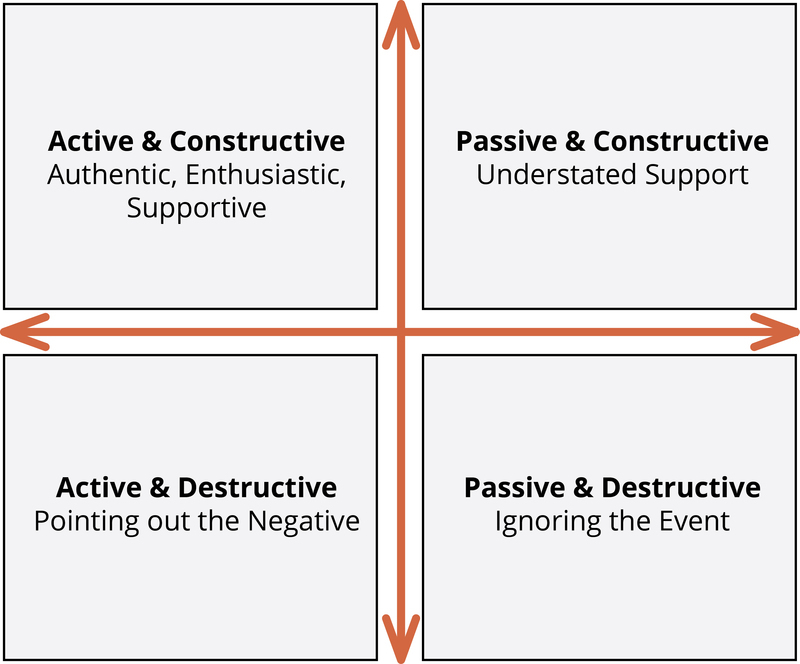 Active & Constructive
Authentic, Enthusiastic,
Supportive
Passive & Constructive
Understated Support
Active & Destructive
Pointing out the Negative
Passive & Destructive
Ignoring the Event